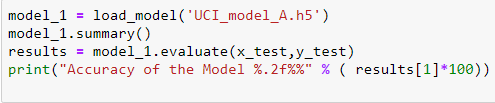 model_1 = load_model('UCI_model_A.h5')
model_1.summary()
results = model_1.evaluate(x_test,y_test)
print("Accuracy of the Model %.2f%%" % ( results[1]*100))